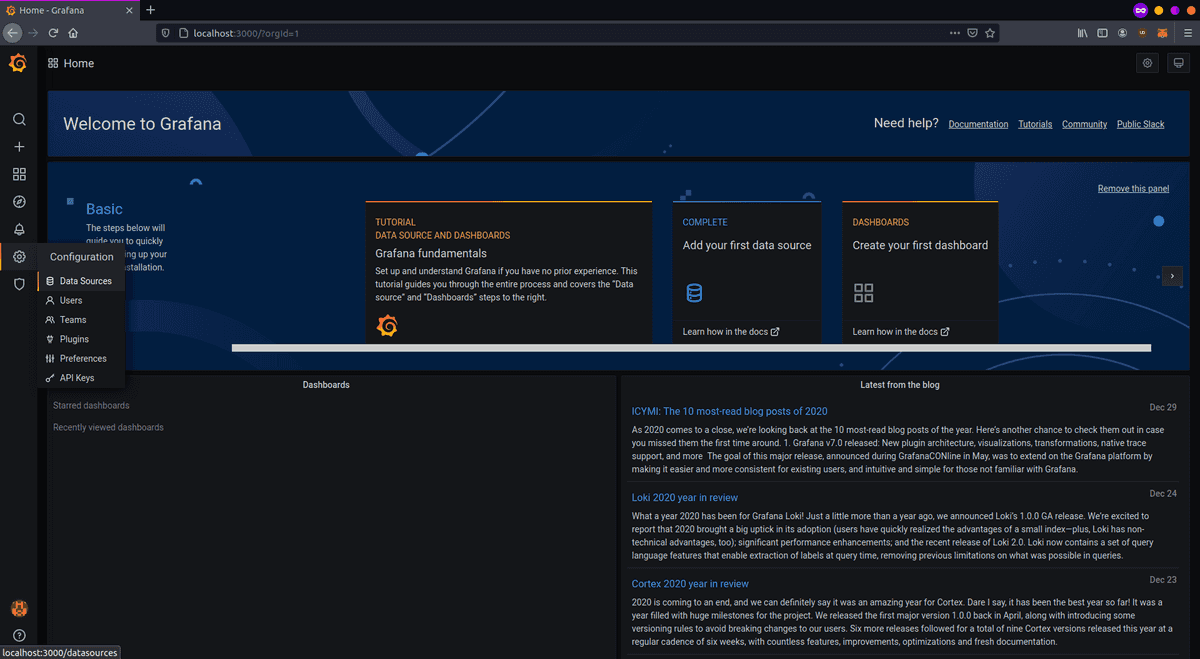 Home - Grafana
localhost:3000/?orgId=1
Home
Welcome to Grafana
Need help? Documentation Tutorials Community Public Slack
Remove this panel
Basic
The steps below will
guide you to quickly
ing up your
stallation.
TUTORIAL
DATA SOURCE AND DASHBOARDS
Grafana fundamentals
Set up and understand Grafana if you have no prior experience. This
tutorial guides you through the entire process and covers the “Data
source” and “Dashboards” steps to the right.
COMPLETE
Add your first data source
Learn how in the docs
DASHBOARDS
Create your first dashboard
Learn how in the docs
Configuration
Data Sources
Users
Teams
Plugins
Preferences
API Keys
Dashboards
Starred dashboards
Recently viewed dashboards
Latest from the blog
ICYMI: The 10 most-read blog posts of 2020
Dec 29
As 2020 comes to a close, we’re looking back at the 10 most-read blog posts of the year. Here’s another chance to check them out in case
you missed them the first time around. 1. Grafana v7.0 released: New plugin architecture, visualizations, transformations, native trace
support, and more The goal of this major release, announced during GrafanaCONline in May, was to extend on the Grafana platform by
making it easier and more consistent for existing users, and intuitive and simple for those not familiar with Grafana.
Loki 2020 year in review
Dec 24
What a year 2020 has been for Grafana Loki! Just a little more than a year ago, we announced Loki’s 1.0.0 GA release. We’re excited to
report that 2020 brought a big uptick in its adoption (users have quickly realized the advantages of a small index—plus, Loki has non-
technical advantages, too); significant performance enhancements; and the recent release of Loki 2.0. Loki now contains a set of query
language features that enable extraction of labels at query time, removing previous limitations on what was possible in queries.
Cortex 2020 year in review
Dec 23
2020 is coming to an end, and we can definitely say it was an amazing year for Cortex. Dare I say, it has been the best year so far! It was a
year filled with huge milestones for the project. We released the first major version 1.0.0 back in April, along with introducing some
versioning rules to avoid breaking changes to our users. Six more releases followed for a total of nine Cortex versions released this year at a
regular cadence of six weeks, with countless features, improvements, optimizations and fresh documentation.
localhost:3000/datasources